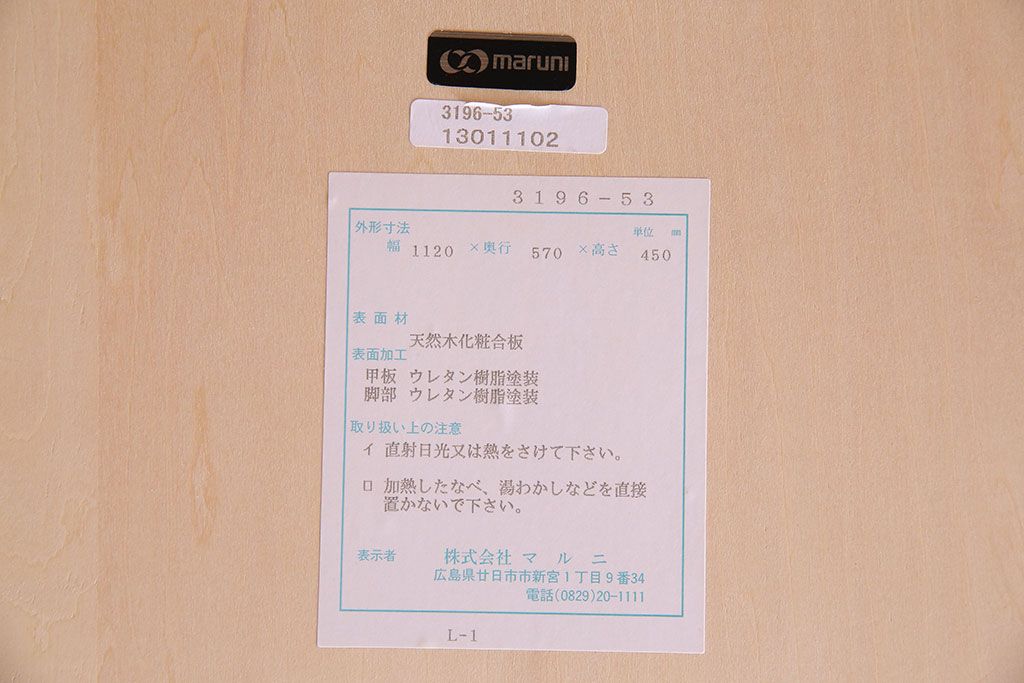 maruni
3196-53
13011102
3196-53
外形寸法 単位 ㎜
幅 1120 ×奥行 570 ×高さ 450
表面材
天然木化粧合板
表面加工
甲板 ウレタン樹脂塗装
脚部 ウレタン樹脂塗装
取り扱い上の注意
イ 直射日光又は熱をさけて下さい。
ロ 加熱したなべ、湯わかしなどを直接
置かないで下さい。
表示者 株式会社 マルニ
広島県廿日市市新宮1丁目9番34
電話(0829)20-1111
L-1